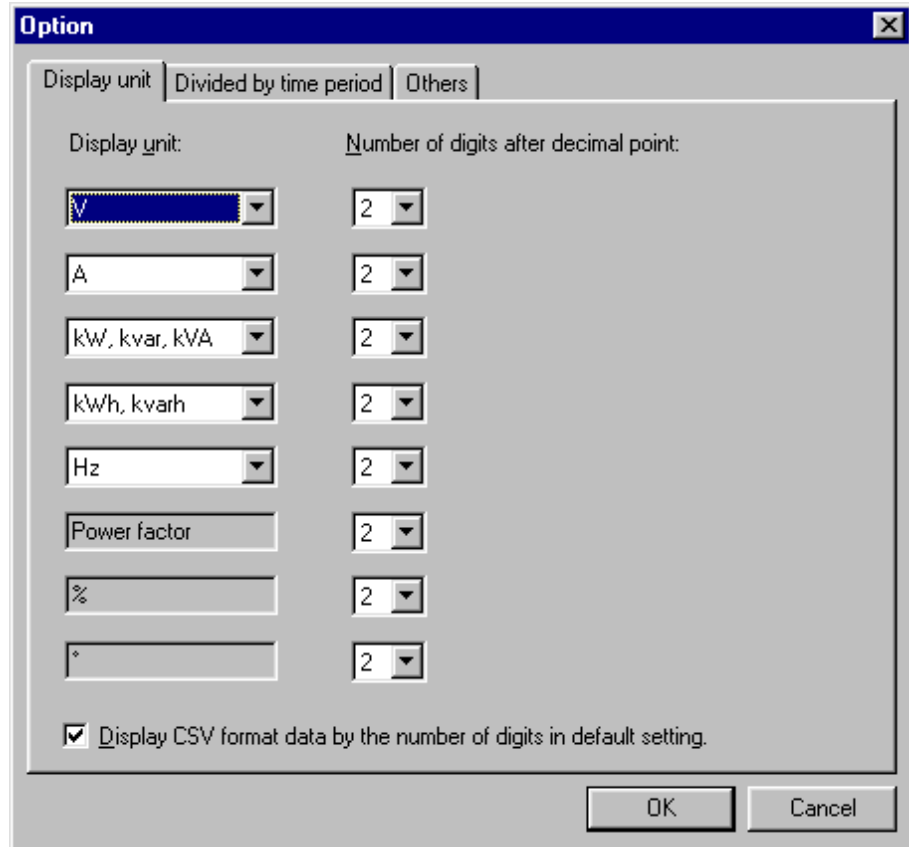 Option
Display unit Divided by time period Others
Display unit: Number of digits after decimal point:
V 2
A 2
kW, kvar, kVA 2
kWh, kvarh 2
Hz 2
Power factor 2
% 2
° 2
Display CSV format data by the number of digits in default setting.
OK Cancel